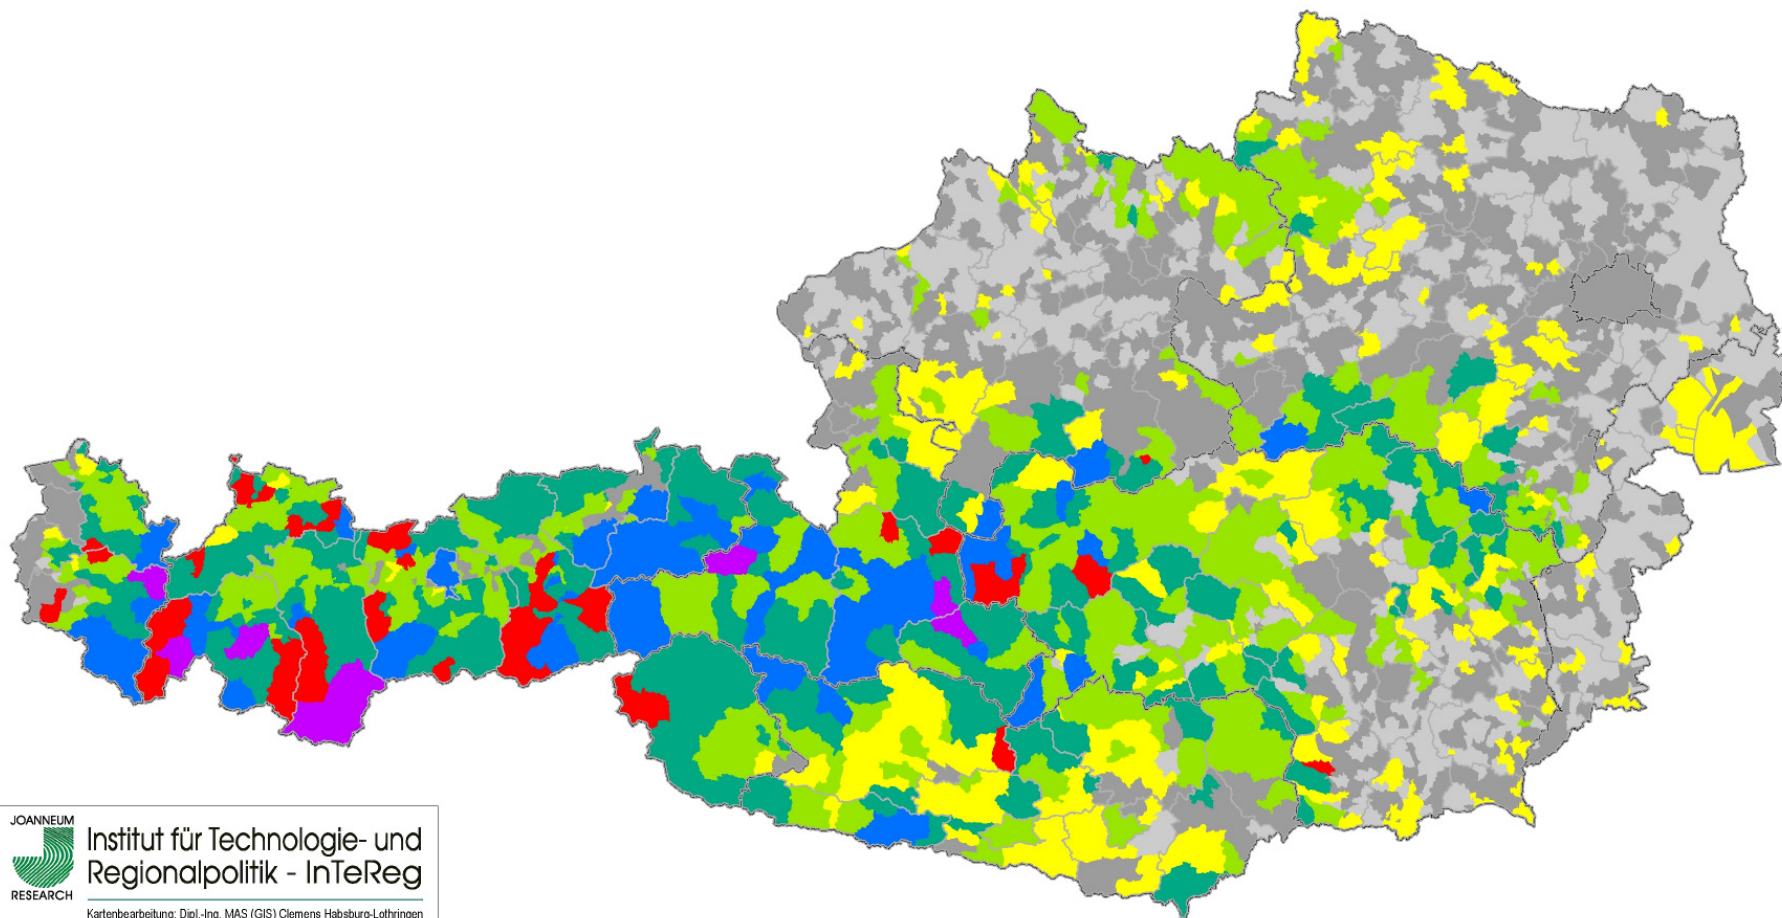 JOANNEUM
RESEARCH
Institut für Technologie- und
Regionalpolitik - InTeReg
Kartenbearbeitung: Dipl.-Ing. MAS (GIS) Clemens Habsburg-Lothringen